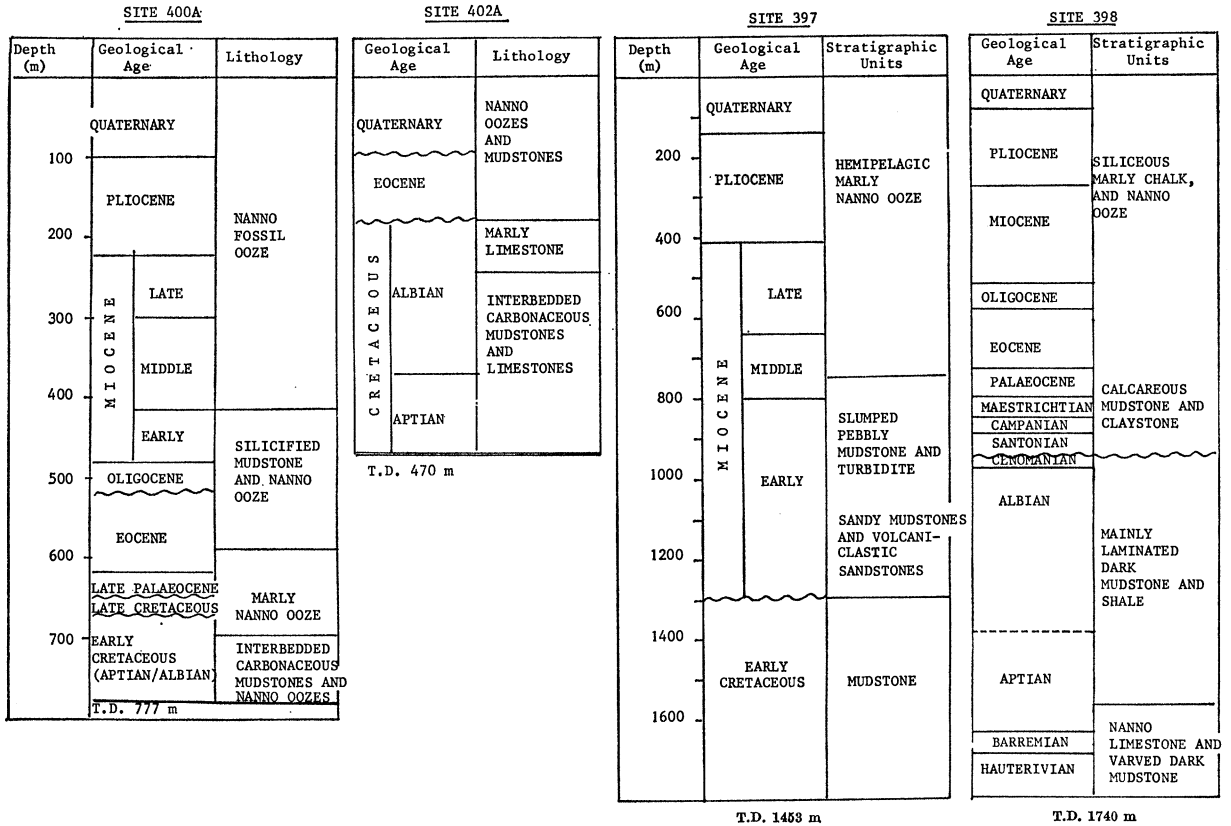 SITE 400A
Depth
(m)
Geological
Age
Lithology
100
200
300
400
500
600
700
QUATERNARY
PLIOCENE
MIOCENE
LATE
MIDDLE
EARLY
OLIGOCENE
EOCENE
LATE PALAEOCENE
LATE CRETACEOUS
EARLY
CRETACEOUS
(APTIAN/ALBIAN)
NANNO
FOSSIL
OOZE
SILICIFIED
MUDSTONE
AND NANNO
OOZE
MARLY
NANNO OOZE
INTERBEDDED
CARBONACEOUS
MUDSTONES AND
NANNO OOZES
T.D. 777 m
SITE 402A
Geological
Age
Lithology
QUATERNARY
EOCENE
CRETACEOUS
ALBIAN
APTIAN
NANNO
OOZES
AND
MUDSTONES
MARLY
LIMESTONE
INTERBEDDED
CARBONACEOUS
MUDSTONES
AND
LIMESTONES
T.D. 470 m
SITE 397
Depth
(m)
Geological
Age
Stratigraphic
Units
200
400
600
800
1000
1200
1400
1600
QUATERNARY
PLIOCENE
MIOCENE
LATE
MIDDLE
EARLY
EARLY
CRETACEOUS
HEMIPELAGIC
MARLY
NANNO OOZE
SLUMPED
PEBBLY
MUDSTONE AND
TURBIDITE
SANDY MUDSTONES
AND VOLCANI-
CLASTIC
SANDSTONES
MUDSTONE
T.D. 1453 m
SITE 398
Geological
Age
Stratigraphic
Units
QUATERNARY
PLIOCENE
MIOCENE
OLIGOCENE
EOCENE
PALAEOCENE
MAESTRICHTIAN
CAMPANIAN
SANTONIAN
CENOMANIAN
ALBIAN
APTIAN
BARREMIAN
HAUTERIVIAN
SILICEOUS
MARLY CHALK,
AND NANNO
OOZE
CALCAREOUS
MUDSTONE AND
CLAYSTONE
MAINLY
LAMINATED
DARK
MUDSTONE AND
SHALE
NANNO
LIMESTONE AND
VARVED DARK
MUDSTONE
T.D. 1740 m